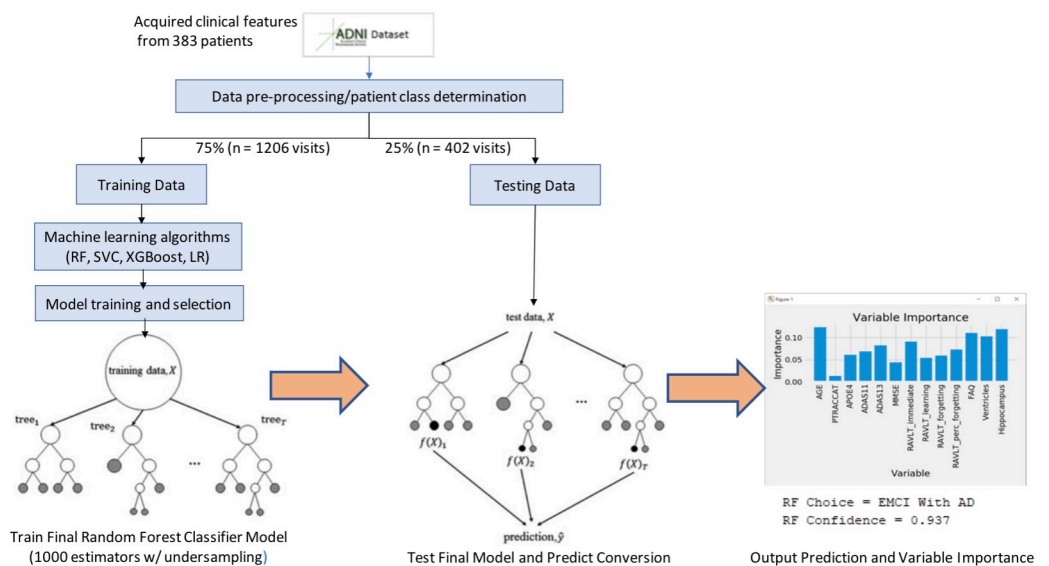 Acquired clinical features
from 383 patients
ADNI Dataset
Data pre-processing/patient class determination
75% (n = 1206 visits)
25% (n = 402 visits)
Training Data
Testing Data
Machine learning algorithms
(RF, SVC, XGBoost, LR)
Model training and selection
training data, X
tree₁
tree₂
tree_T
...
Train Final Random Forest Classifier Model
(1000 estimators w/ undersampling)
test data, X
...
f(X)₁
f(X)₂
f(X)_T
prediction, ŷ
Test Final Model and Predict Conversion
Figure 1
Variable Importance
Importance
0.10
0.05
0.00
AGE
PTRACCAT
APOE4
ADAS11
ADAS13
MMSE
RAVLT_immediate
RAVLT_learning
RAVLT_forgetting
RAVLT_perc_forgetting
FAQ
Ventricles
Hippocampus
Variable
RF Choice = EMCI With AD
RF Confidence = 0.937
Output Prediction and Variable Importance